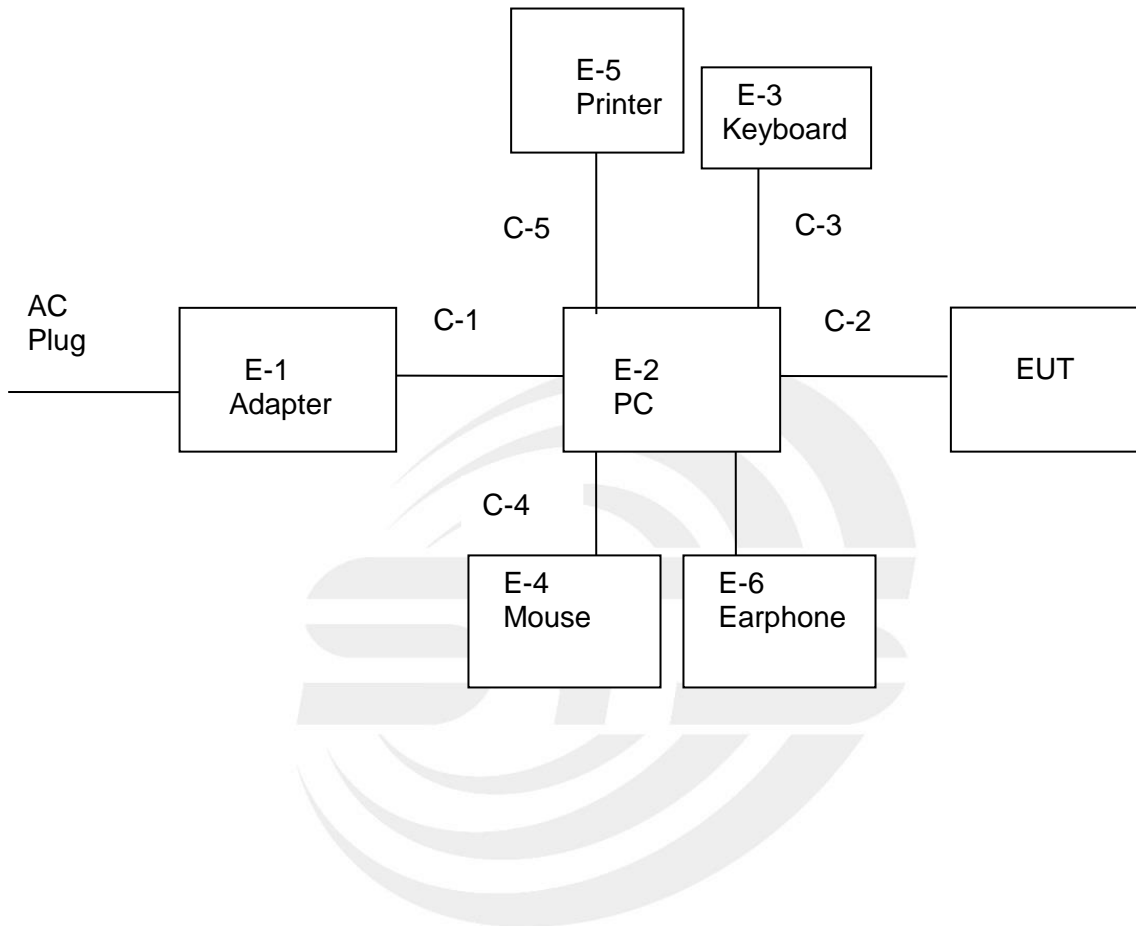 E-5
Printer
E-3
Keyboard
C-5
C-3
AC
Plug
C-1
C-2
E-1
Adapter
E-2
PC
EUT
C-4
E-4
Mouse
E-6
Earphone